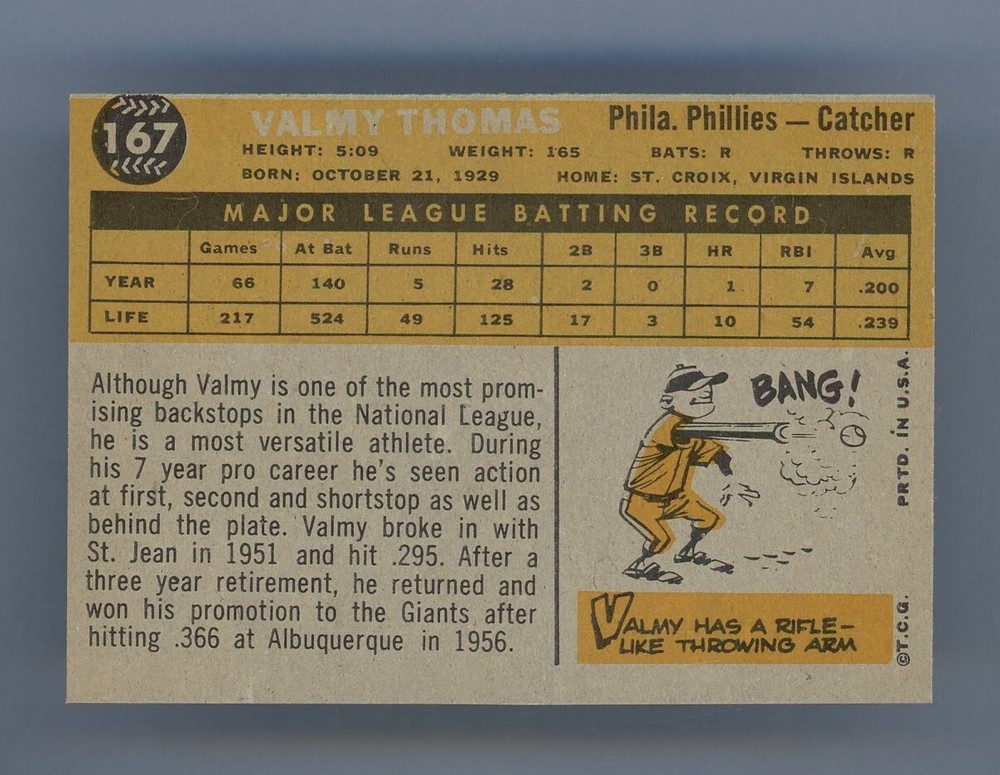 167
VALMY THOMAS Phila. Phillies — Catcher
HEIGHT: 5:09 WEIGHT: 165 BATS: R THROWS: R
BORN: OCTOBER 21, 1929 HOME: ST. CROIX, VIRGIN ISLANDS
MAJOR LEAGUE BATTING RECORD
Games At Bat Runs Hits 2B 3B HR RBI Avg
YEAR 66 140 5 28 2 0 1 7 .200
LIFE 217 524 49 125 17 3 10 54 .239
Although Valmy is one of the most prom-
ising backstops in the National League,
he is a most versatile athlete. During
his 7 year pro career he's seen action
at first, second and shortstop as well as
behind the plate. Valmy broke in with
St. Jean in 1951 and hit .295. After a
three year retirement, he returned and
won his promotion to the Giants after
hitting .366 at Albuquerque in 1956.
BANG!
VALMY HAS A RIFLE-
LIKE THROWING ARM
©T.C.G. PRTD. IN U.S.A.